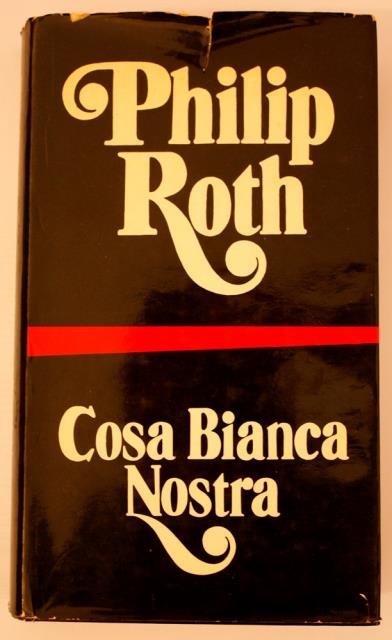 Philip
Roth
Cosa Bianca
Nostra